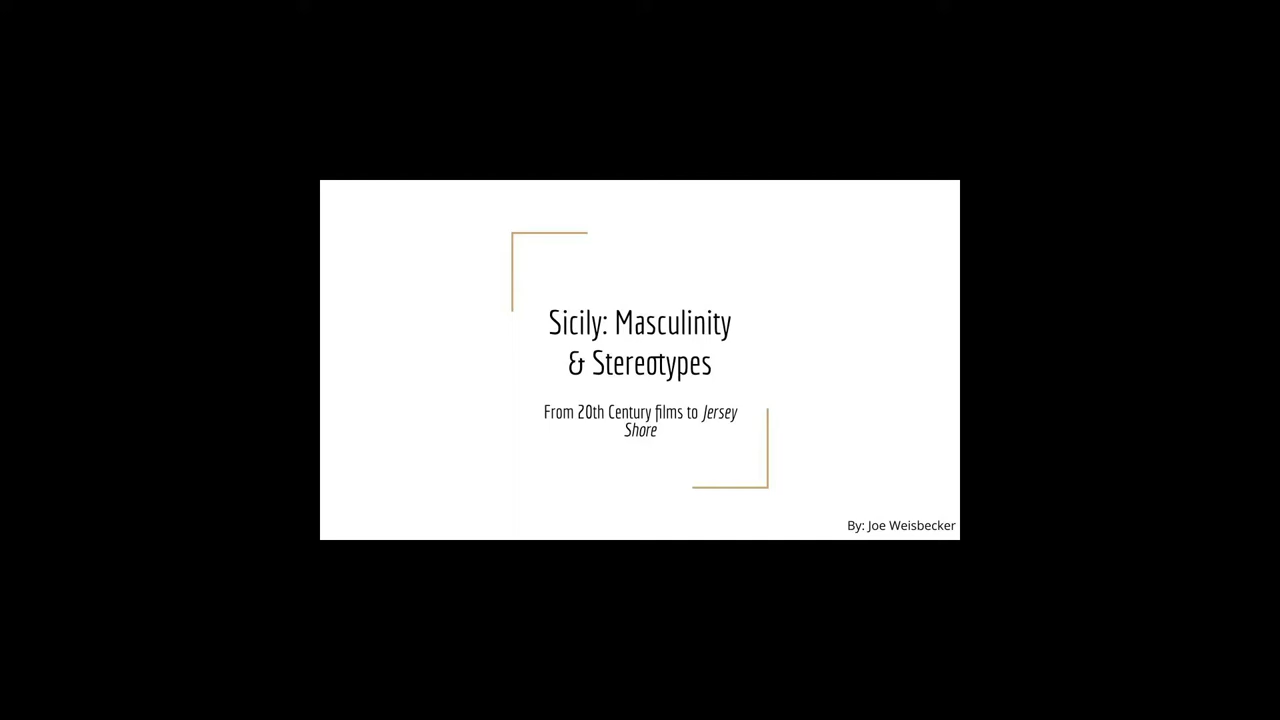 Sicily: Masculinity
& Stereotypes
From 20th Century films to Jersey
Shore
By: Joe Weisbecker